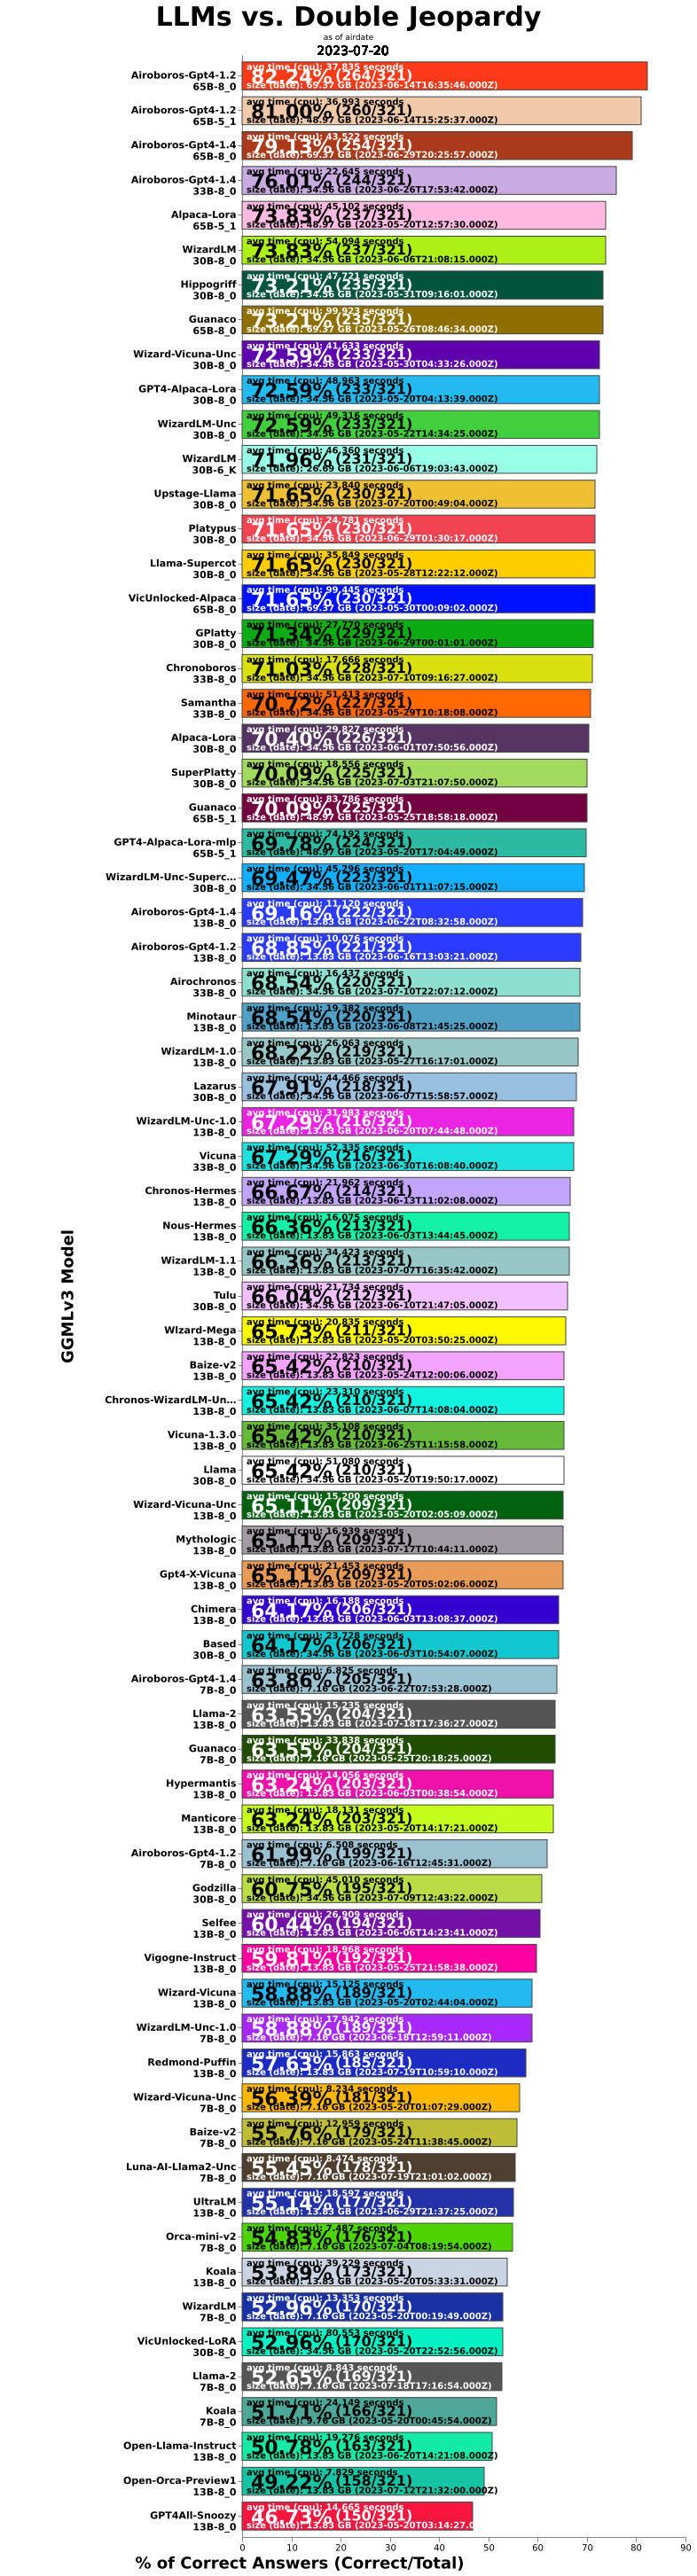 LLMs vs. Double Jeopardy
as of airdate
2023-07-20
GGMLv3 Model
Airoboros-Gpt4-1.2
65B-8_0
avg time (cpu): 37,835 seconds
82.24% (264/321)
size (date): 69.37 GB (2023-06-14T16:35:46.000Z)
Airoboros-Gpt4-1.2
65B-5_1
avg time (cpu): 36,993 seconds
81.00% (260/321)
size (date): 48.97 GB (2023-06-14T15:25:37.000Z)
Airoboros-Gpt4-1.4
65B-8_0
avg time (cpu): 43,522 seconds
79.13% (254/321)
size (date): 69.37 GB (2023-06-29T20:25:57.000Z)
Airoboros-Gpt4-1.4
33B-8_0
avg time (cpu): 22,645 seconds
76.01% (244/321)
size (date): 34.56 GB (2023-06-26T17:53:42.000Z)
Alpaca-Lora
65B-5_1
avg time (cpu): 45,102 seconds
73.83% (237/321)
size (date): 48.97 GB (2023-05-20T12:57:30.000Z)
WizardLM
30B-8_0
avg time (cpu): 54,094 seconds
73.83% (237/321)
size (date): 34.56 GB (2023-06-06T21:08:15.000Z)
Hippogriff
30B-8_0
avg time (cpu): 47,721 seconds
73.21% (235/321)
size (date): 34.56 GB (2023-05-31T09:16:01.000Z)
Guanaco
65B-8_0
avg time (cpu): 99,923 seconds
73.21% (235/321)
size (date): 69.37 GB (2023-05-26T08:46:34.000Z)
Wizard-Vicuna-Unc
30B-8_0
avg time (cpu): 41,633 seconds
72.59% (233/321)
size (date): 34.56 GB (2023-05-30T04:33:26.000Z)
GPT4-Alpaca-Lora
30B-8_0
avg time (cpu): 48,963 seconds
72.59% (233/321)
size (date): 34.56 GB (2023-05-20T04:13:39.000Z)
WizardLM-Unc
30B-8_0
avg time (cpu): 49,316 seconds
72.59% (233/321)
size (date): 34.56 GB (2023-05-22T14:34:25.000Z)
WizardLM
30B-6_K
avg time (cpu): 46,360 seconds
71.96% (231/321)
size (date): 26.69 GB (2023-06-06T19:03:43.000Z)
Upstage-Llama
30B-8_0
avg time (cpu): 23,840 seconds
71.65% (230/321)
size (date): 34.56 GB (2023-07-20T00:49:04.000Z)
Platypus
30B-8_0
avg time (cpu): 24,781 seconds
71.65% (230/321)
size (date): 34.56 GB (2023-06-29T01:30:17.000Z)
Llama-Supercot
30B-8_0
avg time (cpu): 35,849 seconds
71.65% (230/321)
size (date): 34.56 GB (2023-05-28T12:22:12.000Z)
VicUnlocked-Alpaca
65B-8_0
avg time (cpu): 99,445 seconds
71.65% (230/321)
size (date): 69.37 GB (2023-05-30T00:09:02.000Z)
GPlatty
30B-8_0
avg time (cpu): 27,770 seconds
71.34% (229/321)
size (date): 34.56 GB (2023-06-29T00:01:01.000Z)
Chronoboros
33B-8_0
avg time (cpu): 17,666 seconds
71.03% (228/321)
size (date): 34.56 GB (2023-07-10T09:16:27.000Z)
Samantha
33B-8_0
avg time (cpu): 51,413 seconds
70.72% (227/321)
size (date): 34.56 GB (2023-05-29T10:18:08.000Z)
Alpaca-Lora
30B-8_0
avg time (cpu): 29,827 seconds
70.40% (226/321)
size (date): 34.56 GB (2023-06-01T07:50:56.000Z)
SuperPlatty
30B-8_0
avg time (cpu): 18,556 seconds
70.09% (225/321)
size (date): 34.56 GB (2023-07-03T21:07:50.000Z)
Guanaco
65B-5_1
avg time (cpu): 83,786 seconds
70.09% (225/321)
size (date): 48.97 GB (2023-05-25T18:58:18.000Z)
GPT4-Alpaca-Lora-mlp
65B-5_1
avg time (cpu): 74,192 seconds
69.78% (224/321)
size (date): 48.97 GB (2023-05-20T17:04:49.000Z)
WizardLM-Unc-Superc...
30B-8_0
avg time (cpu): 45,296 seconds
69.47% (223/321)
size (date): 34.56 GB (2023-06-01T11:07:15.000Z)
Airoboros-Gpt4-1.4
13B-8_0
avg time (cpu): 11,120 seconds
69.16% (222/321)
size (date): 13.83 GB (2023-06-22T08:32:58.000Z)
Airoboros-Gpt4-1.2
13B-8_0
avg time (cpu): 10,076 seconds
68.85% (221/321)
size (date): 13.83 GB (2023-06-16T13:03:21.000Z)
Airochronos
33B-8_0
avg time (cpu): 16,437 seconds
68.54% (220/321)
size (date): 34.56 GB (2023-07-10T22:07:12.000Z)
Minotaur
13B-8_0
avg time (cpu): 19,382 seconds
68.54% (220/321)
size (date): 13.83 GB (2023-06-08T21:45:25.000Z)
WizardLM-1.0
13B-8_0
avg time (cpu): 26,063 seconds
68.22% (219/321)
size (date): 13.83 GB (2023-05-27T16:17:01.000Z)
Lazarus
30B-8_0
avg time (cpu): 44,466 seconds
67.91% (218/321)
size (date): 34.56 GB (2023-06-07T15:58:57.000Z)
WizardLM-Unc-1.0
13B-8_0
avg time (cpu): 31,983 seconds
67.29% (216/321)
size (date): 13.83 GB (2023-06-20T07:44:48.000Z)
Vicuna
33B-8_0
avg time (cpu): 52,335 seconds
67.29% (216/321)
size (date): 34.56 GB (2023-06-30T16:08:40.000Z)
Chronos-Hermes
13B-8_0
avg time (cpu): 21,962 seconds
66.67% (214/321)
size (date): 13.83 GB (2023-06-13T11:02:08.000Z)
Nous-Hermes
13B-8_0
avg time (cpu): 16,075 seconds
66.36% (213/321)
size (date): 13.83 GB (2023-06-03T13:44:45.000Z)
WizardLM-1.1
13B-8_0
avg time (cpu): 34,423 seconds
66.36% (213/321)
size (date): 13.83 GB (2023-07-07T16:35:42.000Z)
Tulu
30B-8_0
avg time (cpu): 21,734 seconds
66.04% (212/321)
size (date): 34.56 GB (2023-06-10T21:47:05.000Z)
WIzard-Mega
13B-8_0
avg time (cpu): 20,835 seconds
65.73% (211/321)
size (date): 13.83 GB (2023-05-20T03:50:25.000Z)
Baize-v2
13B-8_0
avg time (cpu): 22,823 seconds
65.42% (210/321)
size (date): 13.83 GB (2023-05-24T12:00:06.000Z)
Chronos-WizardLM-Un...
13B-8_0
avg time (cpu): 23,310 seconds
65.42% (210/321)
size (date): 13.83 GB (2023-06-07T14:08:04.000Z)
Vicuna-1.3.0
13B-8_0
avg time (cpu): 35,108 seconds
65.42% (210/321)
size (date): 13.83 GB (2023-06-25T11:15:58.000Z)
Llama
30B-8_0
avg time (cpu): 51,080 seconds
65.42% (210/321)
size (date): 34.56 GB (2023-05-20T19:50:17.000Z)
Wizard-Vicuna-Unc
13B-8_0
avg time (cpu): 15,200 seconds
65.11% (209/321)
size (date): 13.83 GB (2023-05-20T02:05:09.000Z)
Mythologic
13B-8_0
avg time (cpu): 16,939 seconds
65.11% (209/321)
size (date): 13.83 GB (2023-07-17T10:44:11.000Z)
Gpt4-X-Vicuna
13B-8_0
avg time (cpu): 21,453 seconds
65.11% (209/321)
size (date): 13.83 GB (2023-05-20T05:02:06.000Z)
Chimera
13B-8_0
avg time (cpu): 16,188 seconds
64.17% (206/321)
size (date): 13.83 GB (2023-06-03T13:08:37.000Z)
Based
30B-8_0
avg time (cpu): 23,728 seconds
64.17% (206/321)
size (date): 34.56 GB (2023-06-03T10:54:07.000Z)
Airoboros-Gpt4-1.4
7B-8_0
avg time (cpu): 6,825 seconds
63.86% (205/321)
size (date): 7.16 GB (2023-06-22T07:53:28.000Z)
Llama-2
13B-8_0
avg time (cpu): 15,235 seconds
63.55% (204/321)
size (date): 13.83 GB (2023-07-18T17:36:27.000Z)
Guanaco
7B-8_0
avg time (cpu): 33,838 seconds
63.55% (204/321)
size (date): 7.16 GB (2023-05-25T20:18:25.000Z)
Hypermantis
13B-8_0
avg time (cpu): 14,056 seconds
63.24% (203/321)
size (date): 13.83 GB (2023-06-03T00:38:54.000Z)
Manticore
13B-8_0
avg time (cpu): 18,131 seconds
63.24% (203/321)
size (date): 13.83 GB (2023-05-20T14:17:21.000Z)
Airoboros-Gpt4-1.2
7B-8_0
avg time (cpu): 6,508 seconds
61.99% (199/321)
size (date): 7.16 GB (2023-06-16T12:45:31.000Z)
Godzilla
30B-8_0
avg time (cpu): 45,010 seconds
60.75% (195/321)
size (date): 34.56 GB (2023-07-09T12:43:22.000Z)
Selfee
13B-8_0
avg time (cpu): 26,909 seconds
60.44% (194/321)
size (date): 13.83 GB (2023-06-06T14:23:41.000Z)
Vigogne-Instruct
13B-8_0
avg time (cpu): 18,968 seconds
59.81% (192/321)
size (date): 13.83 GB (2023-05-25T21:58:38.000Z)
Wizard-Vicuna
13B-8_0
avg time (cpu): 15,125 seconds
58.88% (189/321)
size (date): 13.83 GB (2023-05-20T02:44:04.000Z)
WizardLM-Unc-1.0
7B-8_0
avg time (cpu): 17,942 seconds
58.88% (189/321)
size (date): 7.16 GB (2023-06-18T12:59:11.000Z)
Redmond-Puffin
13B-8_0
avg time (cpu): 15,863 seconds
57.63% (185/321)
size (date): 13.83 GB (2023-07-19T10:59:10.000Z)
Wizard-Vicuna-Unc
7B-8_0
avg time (cpu): 8,234 seconds
56.39% (181/321)
size (date): 7.16 GB (2023-05-20T01:07:29.000Z)
Baize-v2
7B-8_0
avg time (cpu): 12,959 seconds
55.76% (179/321)
size (date): 7.16 GB (2023-05-24T11:38:45.000Z)
Luna-AI-Llama2-Unc
7B-8_0
avg time (cpu): 8,474 seconds
55.45% (178/321)
size (date): 7.16 GB (2023-07-19T21:01:02.000Z)
UltraLM
13B-8_0
avg time (cpu): 18,597 seconds
55.14% (177/321)
size (date): 13.83 GB (2023-06-29T21:37:25.000Z)
Orca-mini-v2
7B-8_0
avg time (cpu): 7,487 seconds
54.83% (176/321)
size (date): 7.16 GB (2023-07-04T08:19:54.000Z)
Koala
13B-8_0
avg time (cpu): 39,229 seconds
53.89% (173/321)
size (date): 13.83 GB (2023-05-20T05:33:31.000Z)
WizardLM
7B-8_0
avg time (cpu): 13,353 seconds
52.96% (170/321)
size (date): 7.16 GB (2023-05-20T00:19:49.000Z)
VicUnlocked-LoRA
30B-8_0
avg time (cpu): 80,553 seconds
52.96% (170/321)
size (date): 34.56 GB (2023-05-20T22:52:56.000Z)
Llama-2
7B-8_0
avg time (cpu): 8,843 seconds
52.65% (169/321)
size (date): 7.16 GB (2023-07-18T17:16:54.000Z)
Koala
7B-8_0
avg time (cpu): 24,149 seconds
51.71% (166/321)
size (date): 9.76 GB (2023-05-20T00:45:54.000Z)
Open-Llama-Instruct
13B-8_0
avg time (cpu): 19,276 seconds
50.78% (163/321)
size (date): 13.83 GB (2023-06-20T14:21:08.000Z)
Open-Orca-Preview1
13B-8_0
avg time (cpu): 7,829 seconds
49.22% (158/321)
size (date): 13.83 GB (2023-07-12T21:32:00.000Z)
GPT4All-Snoozy
13B-8_0
avg time (cpu): 14,665 seconds
46.73% (150/321)
size (date): 13.83 GB (2023-05-20T03:14:27.0
0 10 20 30 40 50 60 70 80 90
% of Correct Answers (Correct/Total)